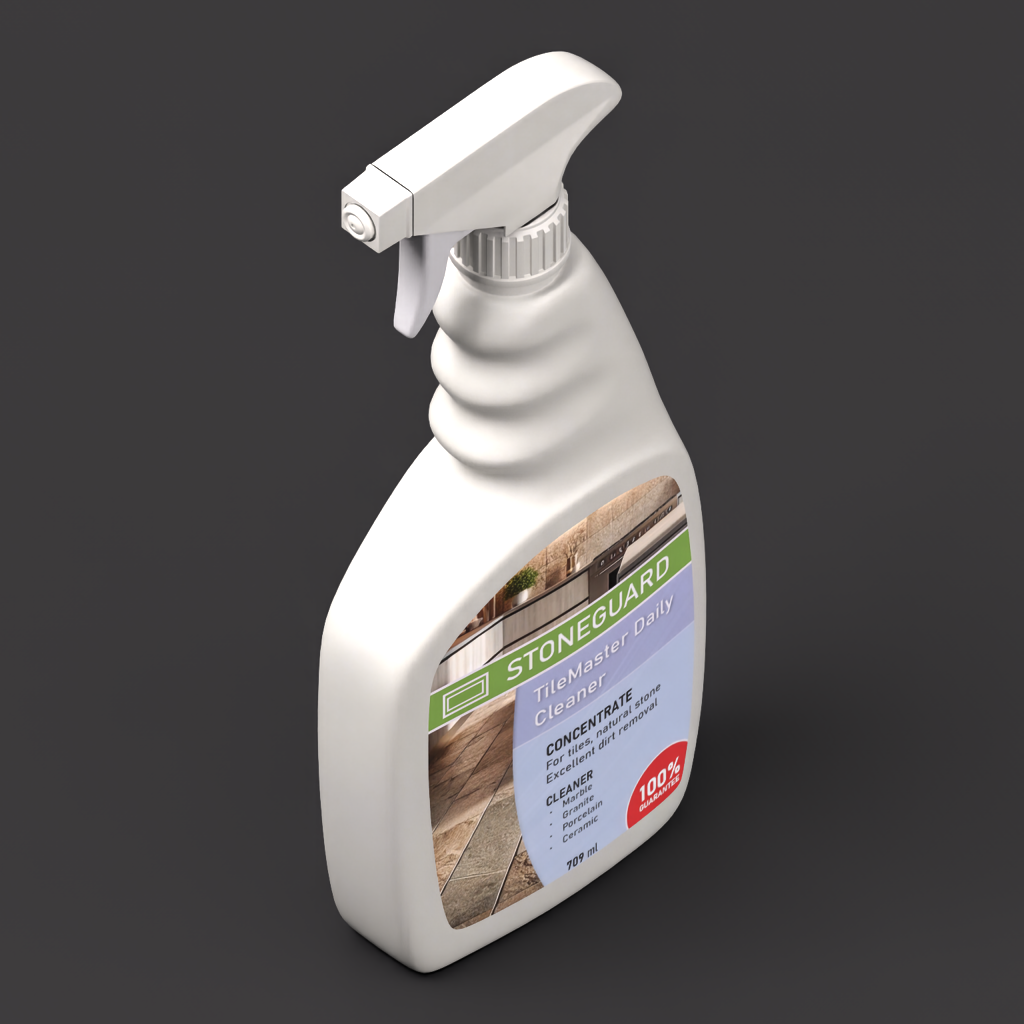 STONEGUARD
TileMaster Daily
Cleaner
CONCENTRATE
For tiles, natural stone
Excellent dirt removal
CLEANER
· Marble
· Granite
· Porcelain
· Ceramic
709 ml
100%
GUARANTEE